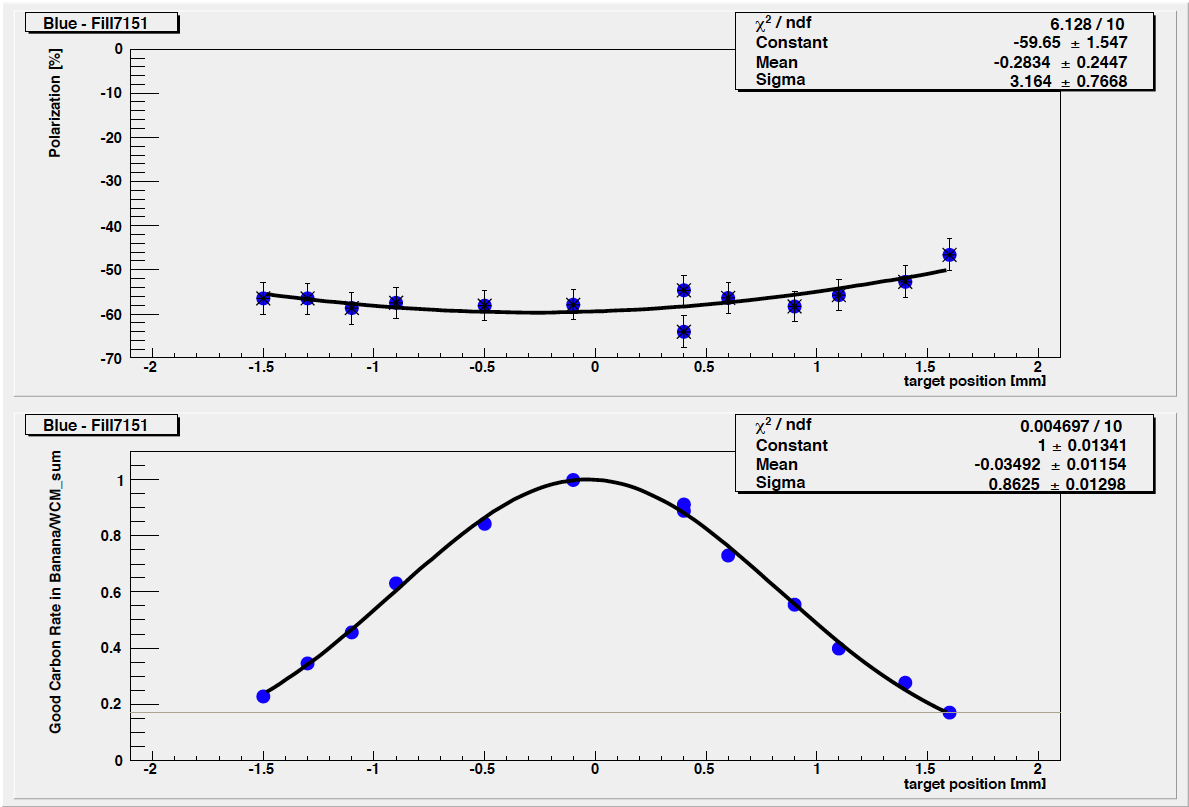 Blue - Fill7151
χ² / ndf 6.128 / 10
Constant -59.65 ± 1.547
Mean -0.2834 ± 0.2447
Sigma 3.164 ± 0.7668
Polarization [%]
0
-10
-20
-30
-40
-50
-60
-70
-2 -1.5 -1 -0.5 0 0.5 1 1.5 2
target position [mm]
Blue - Fill7151
χ² / ndf 0.004697 / 10
Constant 1 ± 0.01341
Mean -0.03492 ± 0.01154
Sigma 0.8625 ± 0.01298
Good Carbon Rate in Banana/WCM_sum
1
0.8
0.6
0.4
0.2
0
-2 -1.5 -1 -0.5 0 0.5 1 1.5 2
target position [mm]